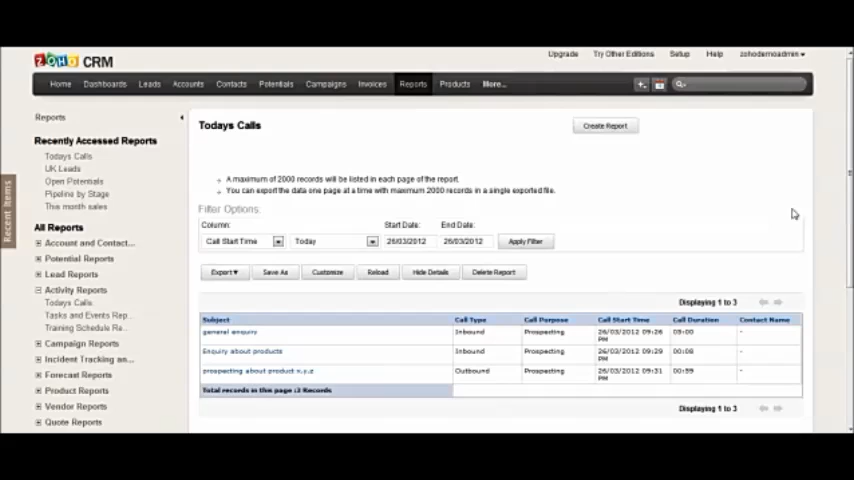 Upgrade Try Other Editions Setup Help zohodemoadmin
ZOHO CRM
Home Dashboards Leads Accounts Contacts Potentials Campaigns Invoices Reports Products More...
Reports
Todays Calls
Create Report
Recently Accessed Reports
Todays Calls
UK Leads
Open Potentials
Pipeline by Stage
This month sales
A maximum of 2000 records will be listed in each page of the report.
You can export the data one page at a time with maximum 2000 records in a single exported file.
Recent Items
Filter Options:
Column: Start Date: End Date:
Call Start Time Today 26/03/2012 26/03/2012 Apply Filter
Export Save As Customize Reload Hide Details Delete Report
All Reports
Account and Contact...
Potential Reports
Lead Reports
Activity Reports
Todays Calls
Tasks and Events Rep...
Training Schedule Re...
Campaign Reports
Incident Tracking an...
Forecast Reports
Product Reports
Vendor Reports
Quote Reports
Displaying 1 to 3
Subject Call Type Call Purpose Call Start Time Call Duration Contact Name
general enquiry Inbound Prospecting 26/03/2012 09:26 PM 05:00 -
Enquiry about products Inbound Prospecting 26/03/2012 09:29 PM 00:08 -
prospecting about product x.y.z Outbound Prospecting 26/03/2012 09:31 PM 00:59 -
Total records in this page :3 Records
Displaying 1 to 3